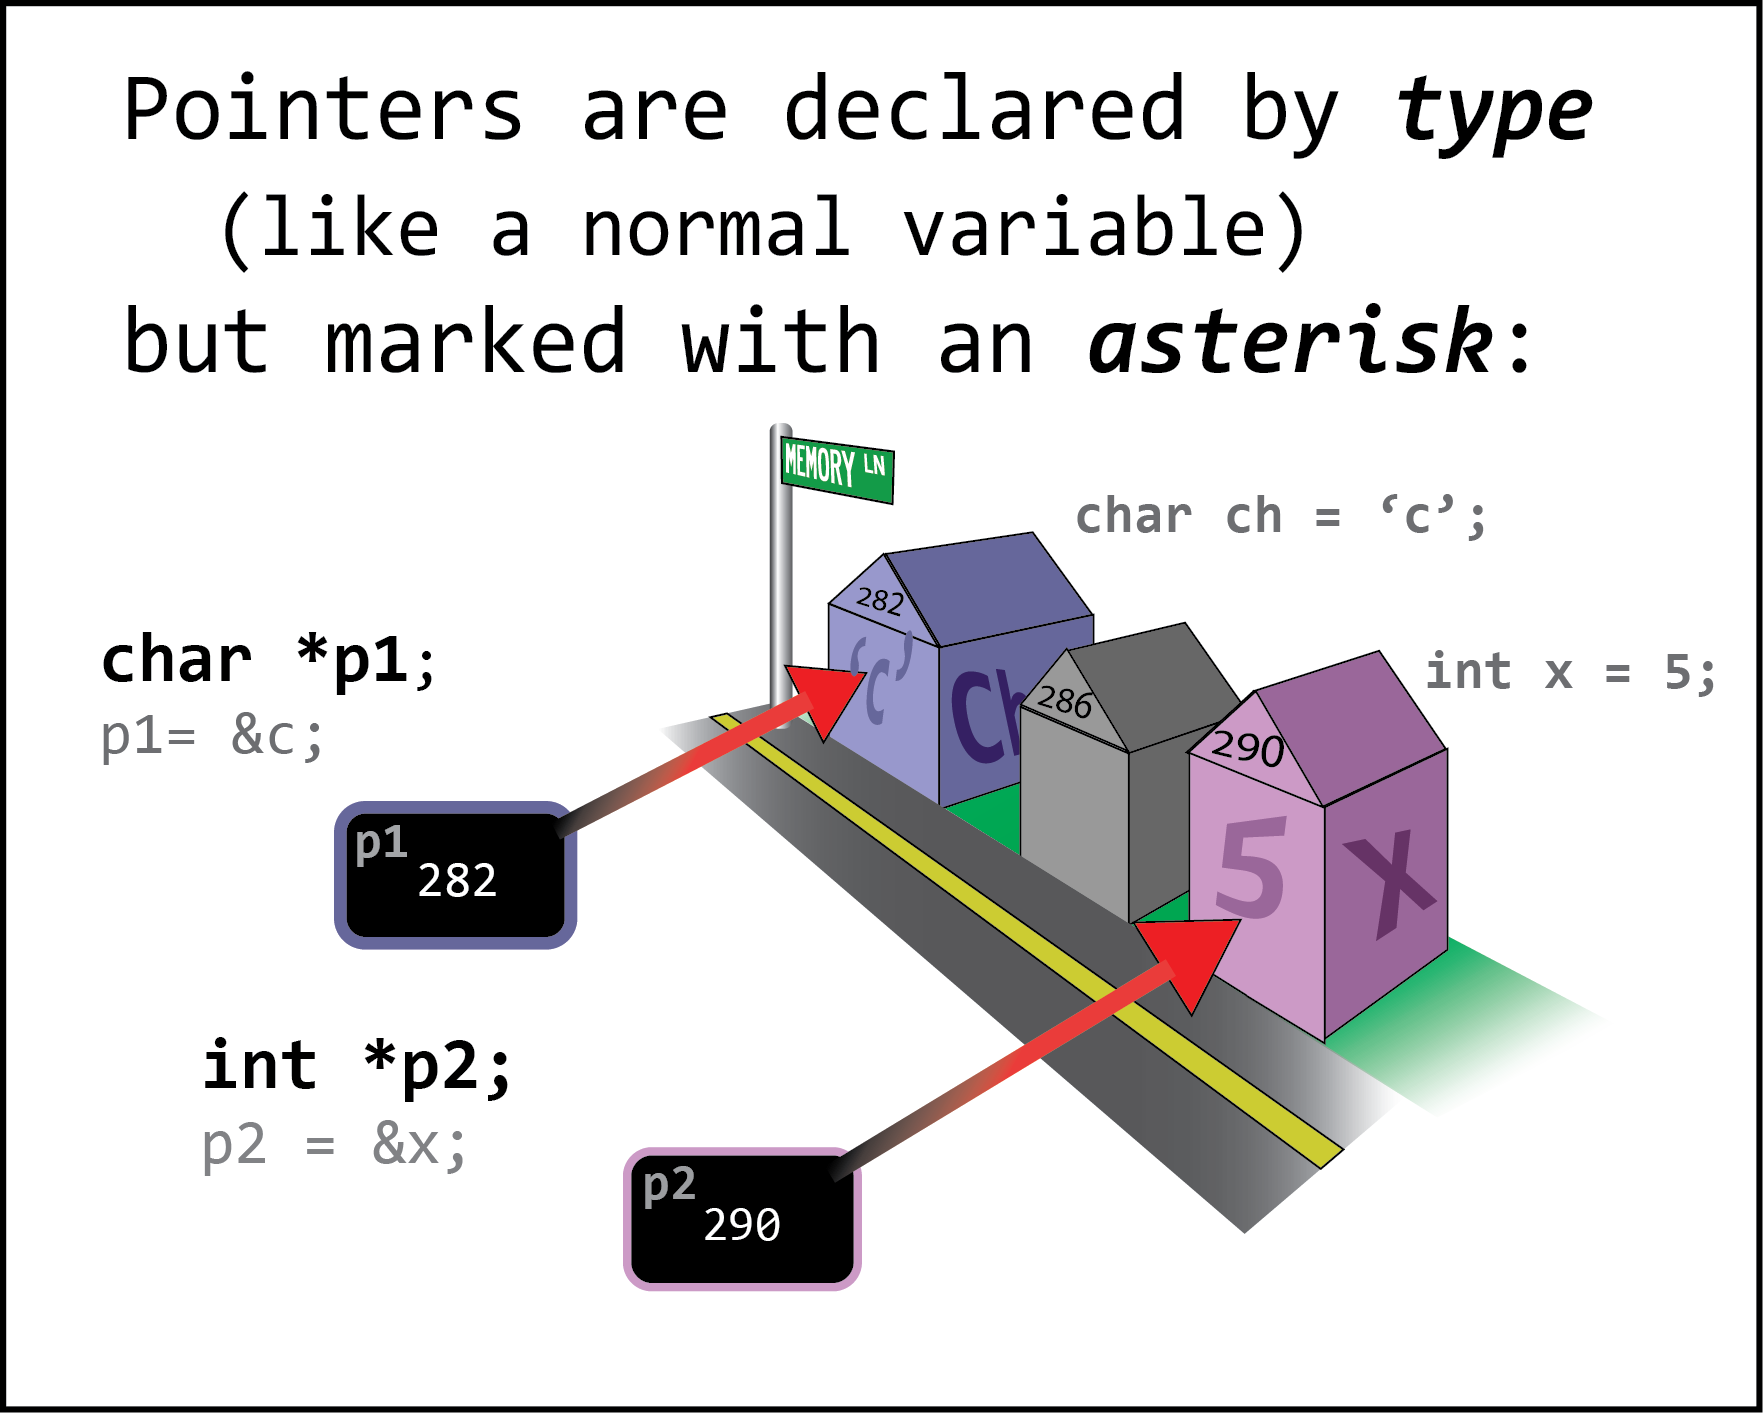 Pointers are declared by type
(like a normal variable)
but marked with an asterisk:
MEMORY LN
char ch = ‘c’;
282
‘c’
Ch
int x = 5;
286
290
5
X
char *p1;
p1= &c;
p1
282
int *p2;
p2 = &x;
p2
290